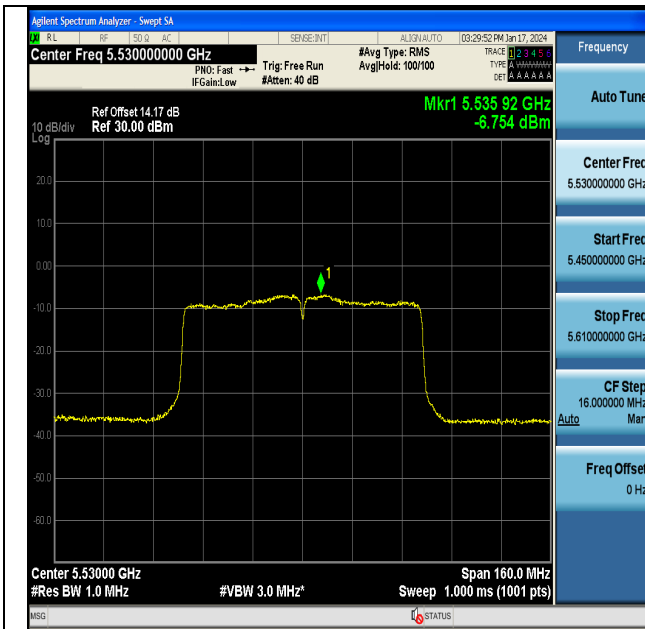 Agilent Spectrum Analyzer - Swept SA
LXI RL RF 50 Ω AC SENSE:INT ALIGNAUTO 03:29:52 PM Jan 17, 2024
Center Freq 5.530000000 GHz
PNO: Fast
IFGain:Low
Trig: Free Run
#Atten: 40 dB
#Avg Type: RMS
Avg|Hold: 100/100
TRACE 1 2 3 4 5 6
TYPE A
DET A A A A A A
Mkr1 5.535 92 GHz
-6.754 dBm
Ref Offset 14.17 dB
10 dB/div Ref 30.00 dBm
Log
20.0
10.0
0.00
-10.0
-20.0
-30.0
-40.0
-50.0
-60.0
1
Center 5.53000 GHz Span 160.0 MHz
#Res BW 1.0 MHz #VBW 3.0 MHz* Sweep 1.000 ms (1001 pts)
MSG STATUS
Frequency
Auto Tune
Center Freq
5.530000000 GHz
Start Freq
5.450000000 GHz
Stop Freq
5.610000000 GHz
CF Step
16.000000 MHz
Auto Man
Freq Offset
0 Hz